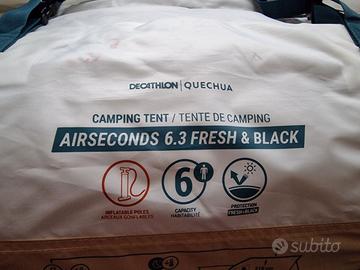 DECATHLON | QUECHUA
CAMPING TENT / TENTE DE CAMPING
AIRSECONDS 6.3 FRESH & BLACK
6
INFLATABLE POLES
ARCEAUX GONFLABLES
CAPACITY
HABITABILITÉ
PROTECTION
FRESH & BLACK
subito